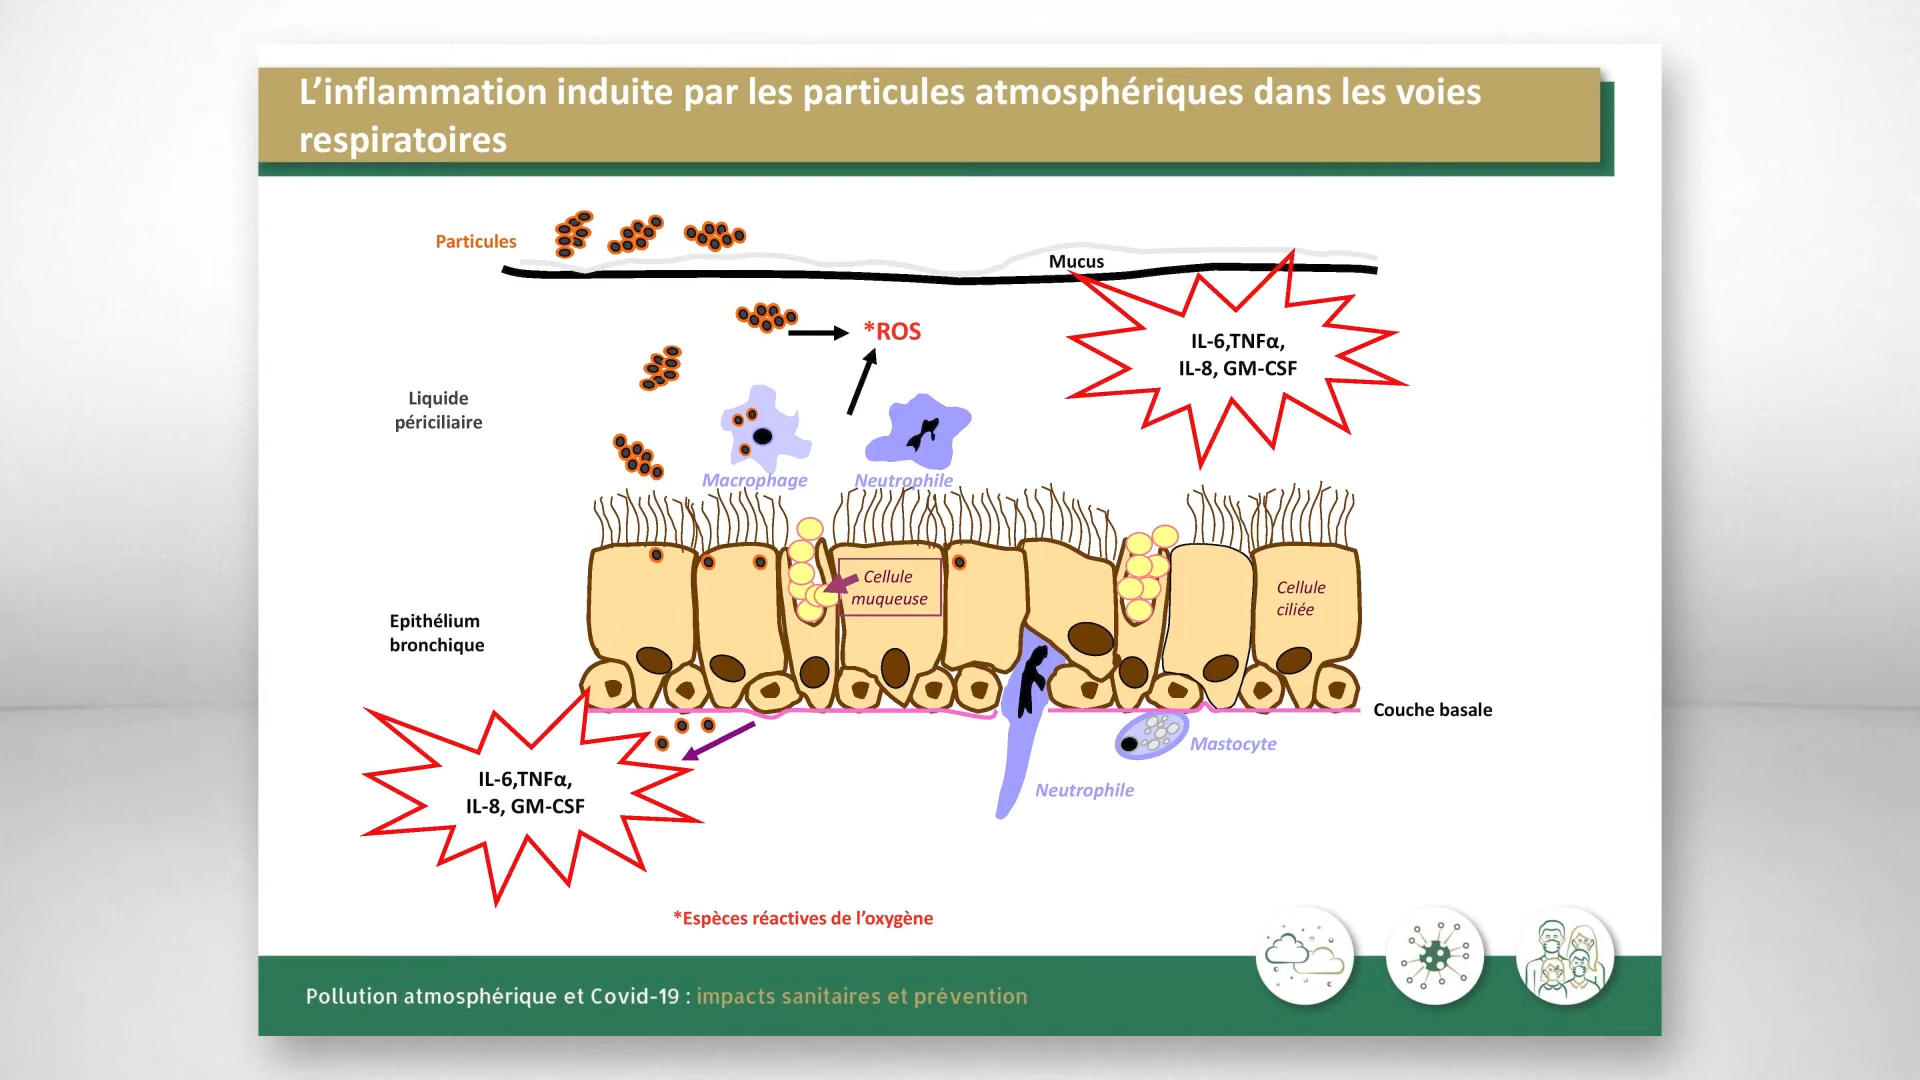 L’inflammation induite par les particules atmosphériques dans les voies
respiratoires
Particules
Mucus
*ROS
IL-6,TNFα,
IL-8, GM-CSF
Liquide
périciliaire
Macrophage
Neutrophile
Cellule
muqueuse
Cellule
ciliée
Epithélium
bronchique
Couche basale
Mastocyte
Neutrophile
IL-6,TNFα,
IL-8, GM-CSF
*Espèces réactives de l’oxygène
Pollution atmosphérique et Covid-19 : impacts sanitaires et prévention